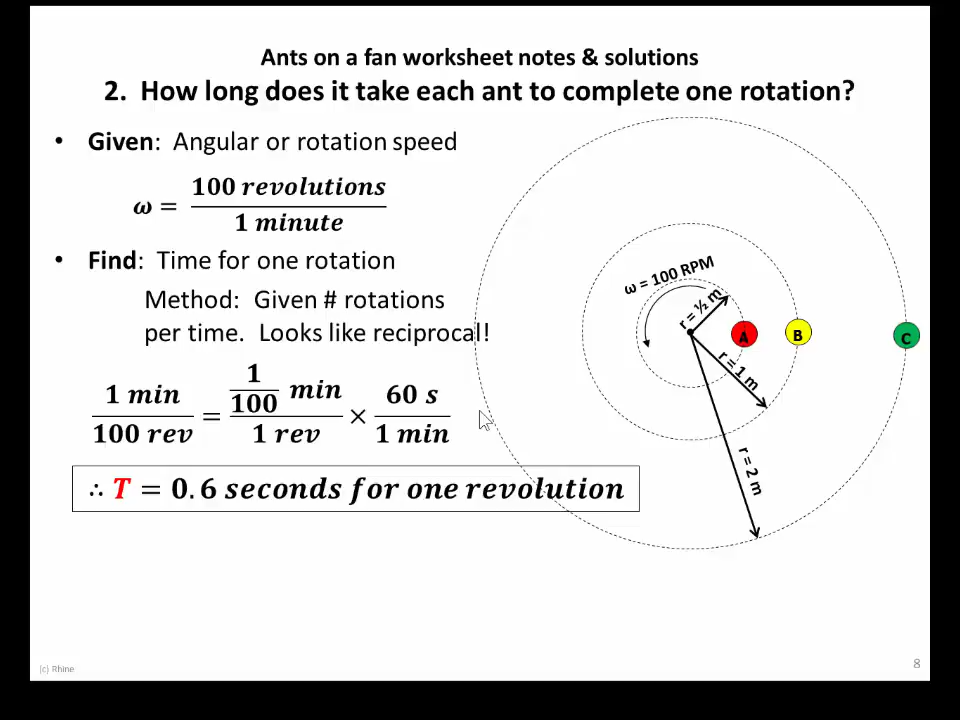 Ants on a fan worksheet notes & solutions
2. How long does it take each ant to complete one rotation?
• Given: Angular or rotation speed
ω = 100 revolutions / 1 minute
• Find: Time for one rotation
Method: Given # rotations
per time. Looks like reciprocal!
1 min / 100 rev = 1/100 min / 1 rev × 60 s / 1 min
∴ T = 0.6 seconds for one revolution
ω = 100 RPM
r = ½ m
A
B
C
r = 1 m
r = 2 m
(c) Rhine
8